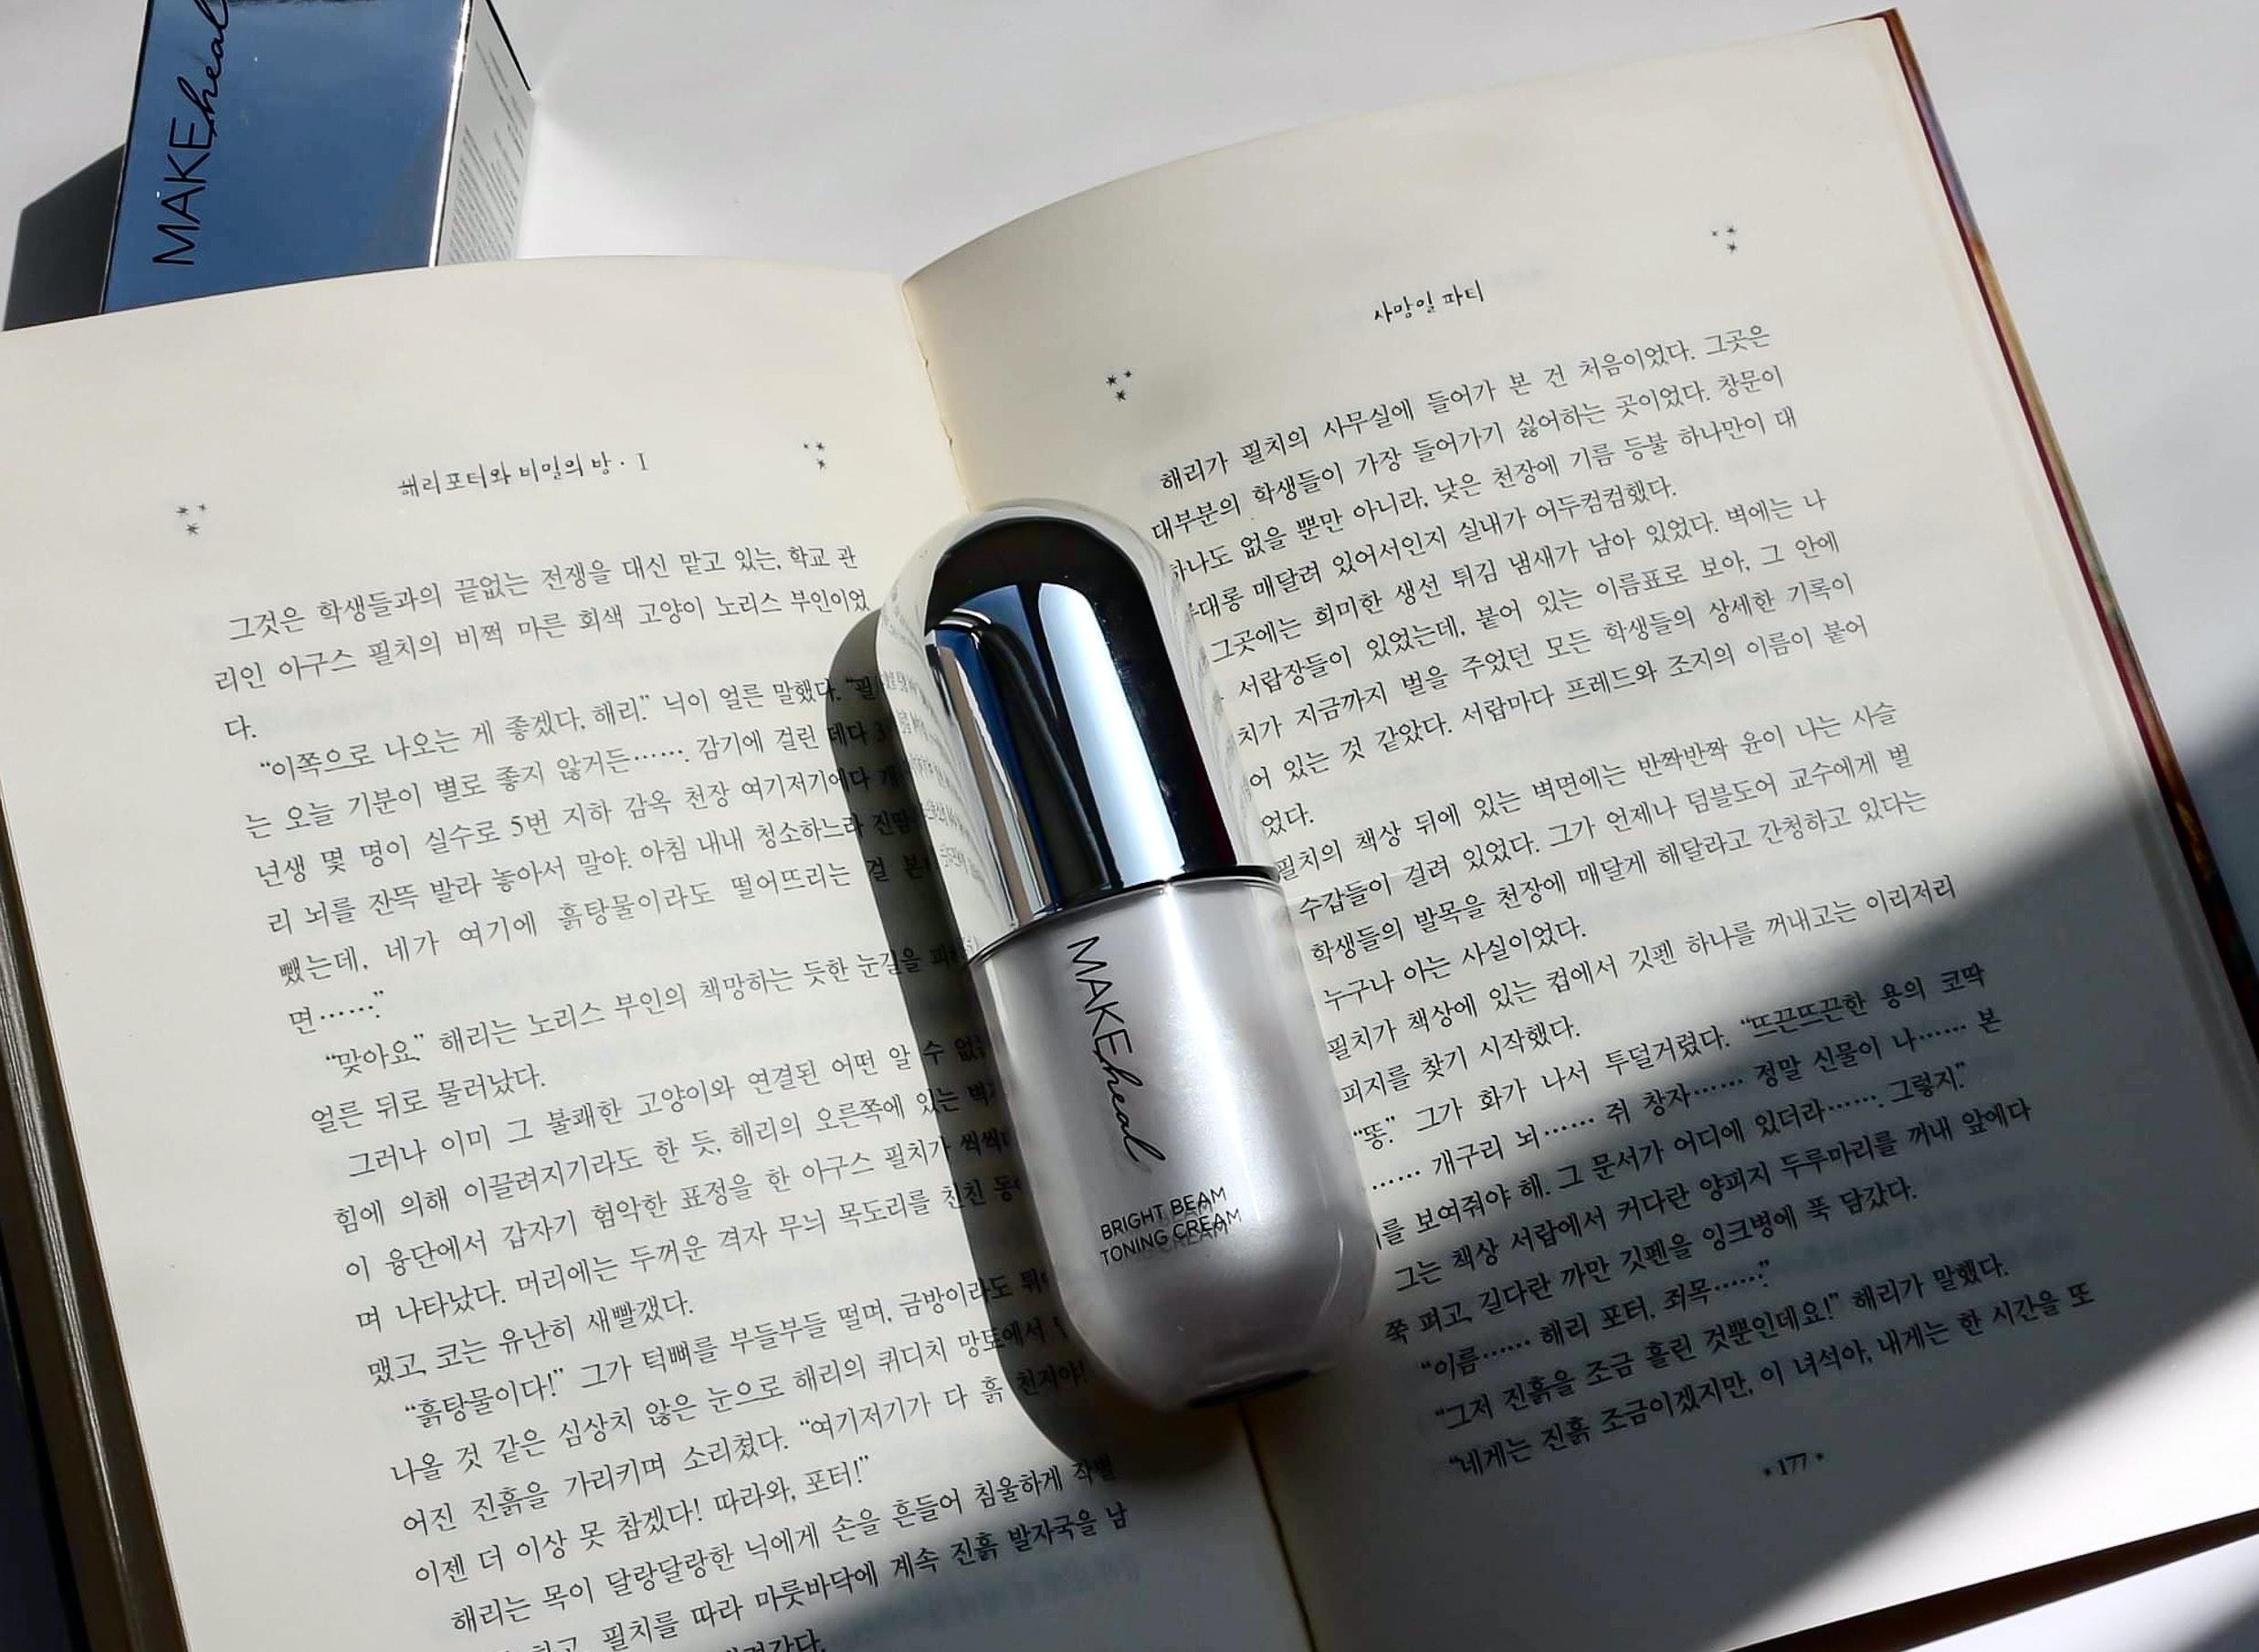 MAKEheal
해리포터와 비밀의 방 · I
그것은 학생들과의 끝없는 전쟁을 대신 맡고 있는, 학교 관
리인 아구스 필치의 비쩍 마른 회색 고양이 노리스 부인이었
다.
“이쪽으로 나오는 게 좋겠다, 해리.” 닉이 얼른 말했다. “필
는 오늘 기분이 별로 좋지 않거든……. 감기에 걸린 데다 3
년생 몇 명이 실수로 5번 지하 감옥 천장 여기저기에다 개
리 뇌를 잔뜩 발라 놓아서 말야. 아침 내내 청소하느라 진땀
뺐는데, 네가 여기에 흙탕물이라도 떨어뜨리는 걸 본
면…….”
“맞아요.” 해리는 노리스 부인의 책망하는 듯한 눈길을
얼른 뒤로 물러났다.
그러나 이미 그 불쾌한 고양이와 연결된 어떤 알 수
힘에 의해 이끌려지기라도 한 듯, 해리의 오른쪽에 있는
이 융단에서 갑자기 험악한 표정을 한 아구스 필치가
며 나타났다. 머리에는 두꺼운 격자 무늬 목도리를 친친
맸고, 코는 유난히 새빨갰다.
“흙탕물이다!” 그가 턱뼈를 부들부들 떨며, 금방이라도
나올 것 같은 심상치 않은 눈으로 해리의 퀴디치 망토에서
어진 진흙을 가리키며 소리쳤다. “여기저기가 다 흙 천지야!
이젠 더 이상 못 참겠다! 따라와, 포터!”
해리는 목이 달랑달랑한 닉에게 손을 흔들어 침울하게 작별
하고, 필치를 따라 마룻바닥에 계속 진흙 발자국을 남
사망일 파티
해리가 필치의 사무실에 들어가 본 건 처음이었다. 그곳은
대부분의 학생들이 가장 들어가기 싫어하는 곳이었다. 창문이
하나도 없을 뿐만 아니라, 낮은 천장에 기름 등불 하나만이 대
대롱 매달려 있어서인지 실내가 어두컴컴했다.
그곳에는 희미한 생선 튀김 냄새가 남아 있었다. 벽에는 나
서랍장들이 있었는데, 붙어 있는 이름표로 보아, 그 안에
치가 지금까지 벌을 주었던 모든 학생들의 상세한 기록이
어 있는 것 같았다. 서랍마다 프레드와 조지의 이름이 붙어
었다.
필치의 책상 뒤에 있는 벽면에는 반짝반짝 윤이 나는 사슬
수갑들이 걸려 있었다. 그가 언제나 덤블도어 교수에게 벌
학생들의 발목을 천장에 매달게 해달라고 간청하고 있다는
누구나 아는 사실이었다.
필치가 책상에 있는 컵에서 깃펜 하나를 꺼내고는 이리저리
피지를 찾기 시작했다.
“똥.” 그가 화가 나서 투덜거렸다. “뜨끈뜨끈한 용의 코딱
…… 개구리 뇌…… 쥐 창자…… 정말 신물이 나…… 본
를 보여줘야 해. 그 문서가 어디에 있더라……. 그렇지.”
그는 책상 서랍에서 커다란 양피지 두루마리를 꺼내 앞에다
쭉 펴고, 길다란 까만 깃펜을 잉크병에 푹 담갔다.
“이름…… 해리 포터. 죄목…….”
“그저 진흙을 조금 흘린 것뿐인데요!” 해리가 말했다.
“네게는 진흙 조금이겠지만, 이 녀석아, 내게는 한 시간을 또
177
MAKEheal
BRIGHT BEAM
TONING CREAM